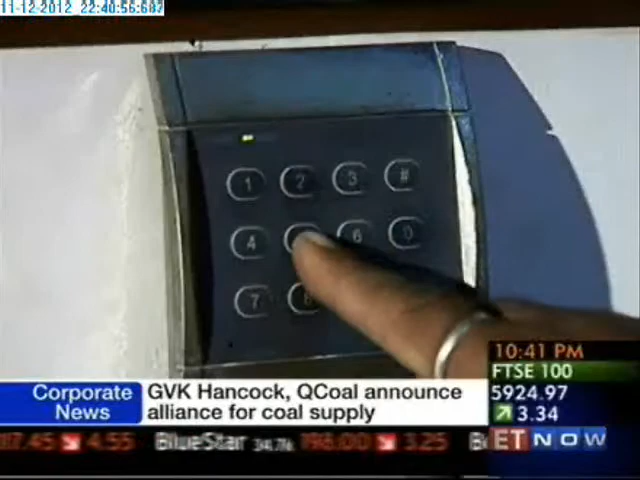 11-12-2012 22:40:56:687
1 2 3 #
4 6 0
7 8
10:41 PM
FTSE 100
5924.97
3.34
Corporate News
GVK Hancock, QCoal announce
alliance for coal supply
4.55 BlueStar 198.00 3.25
ET NOW